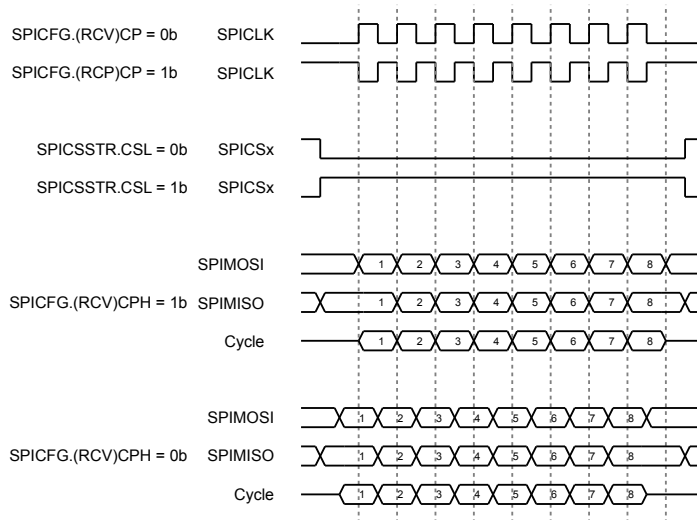 SPICFG.(RCV)CP = 0b SPICLK
SPICFG.(RCP)CP = 1b SPICLK
SPICSSTR.CSL = 0b SPICSx
SPICSSTR.CSL = 1b SPICSx
SPIMOSI 1 2 3 4 5 6 7 8
SPICFG.(RCV)CPH = 1b SPIMISO 1 2 3 4 5 6 7 8
Cycle 1 2 3 4 5 6 7 8
SPIMOSI 1 2 3 4 5 6 7 8
SPICFG.(RCV)CPH = 0b SPIMISO 1 2 3 4 5 6 7 8
Cycle 1 2 3 4 5 6 7 8